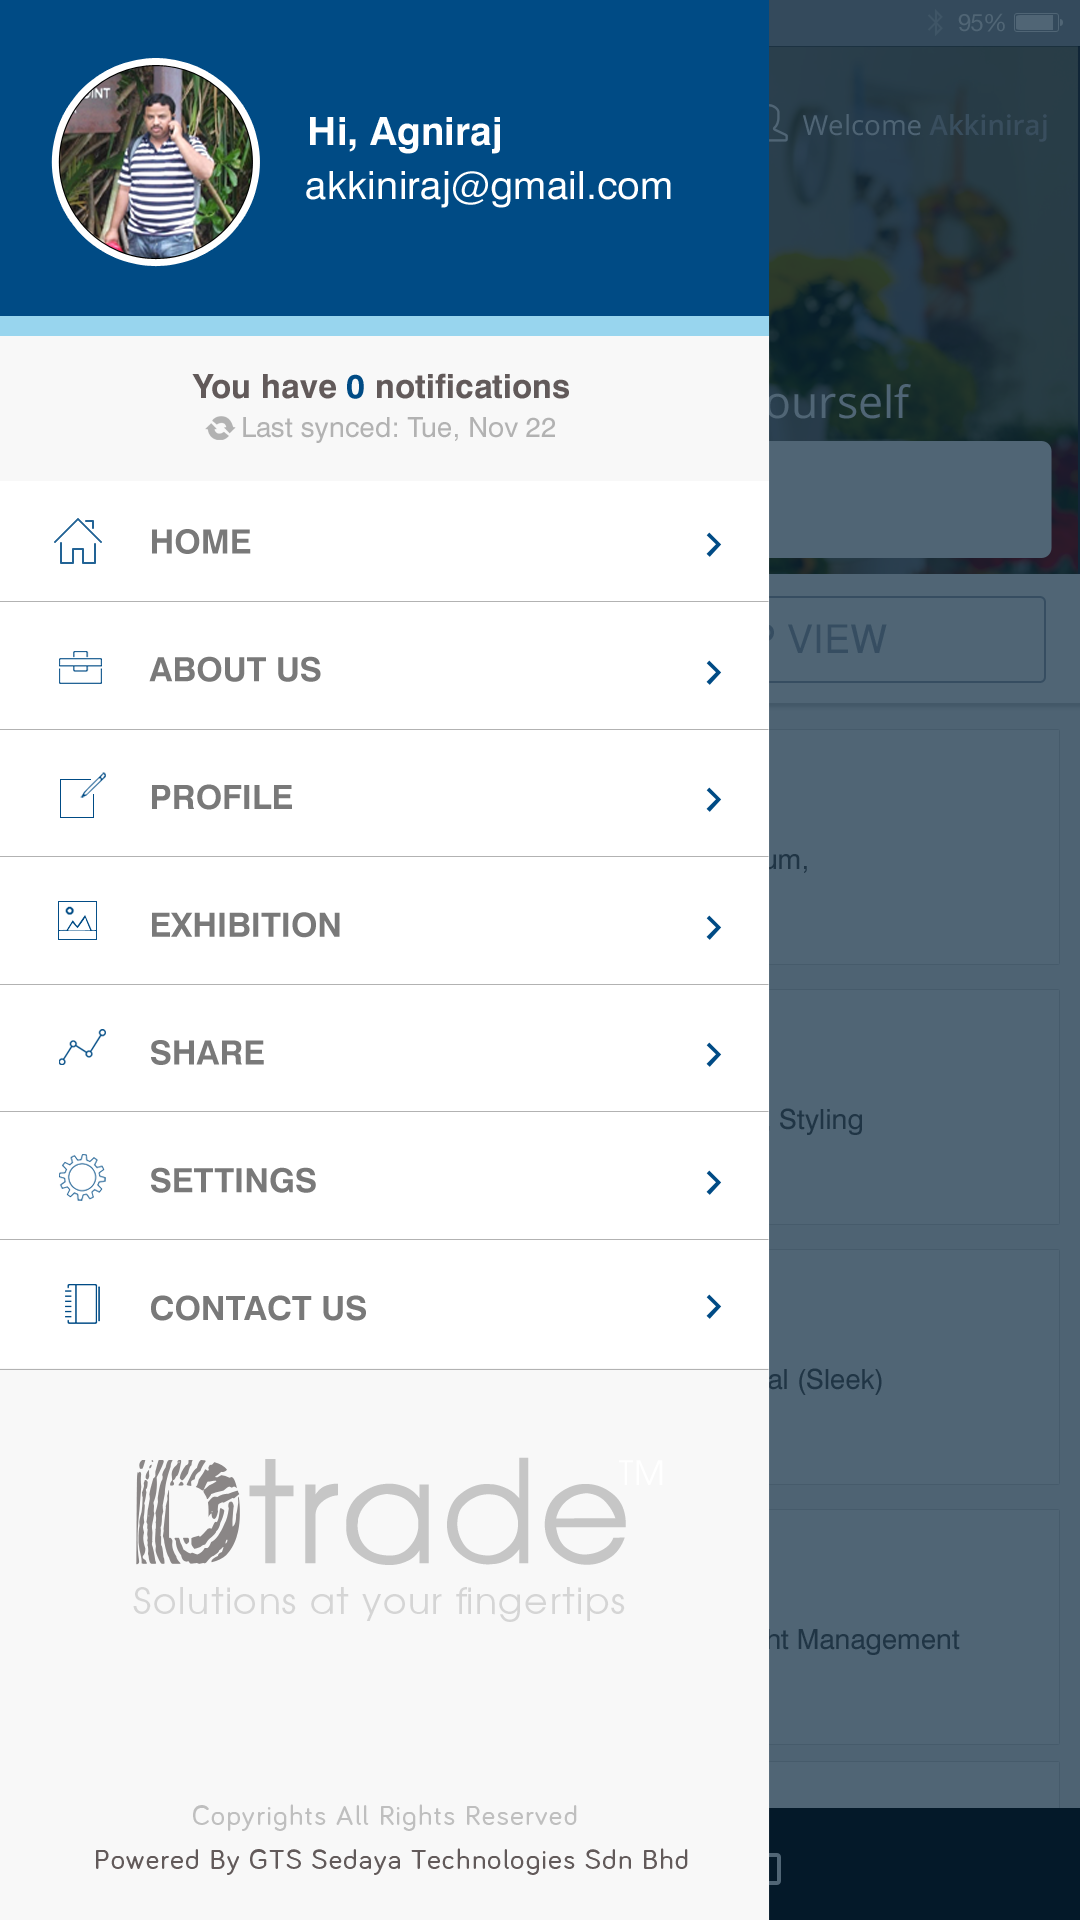 95%
OINT
Welcome Akkiniraj
Hi, Agniraj
akkiniraj@gmail.com
ourself
You have 0 notifications
Last synced: Tue, Nov 22
HOME
VIEW
ABOUT US
PROFILE
um,
EXHIBITION
SHARE
Styling
SETTINGS
CONTACT US
al (Sleek)
Dtrade™
Solutions at your fingertips
nt Management
Copyrights All Rights Reserved
Powered By GTS Sedaya Technologies Sdn Bhd